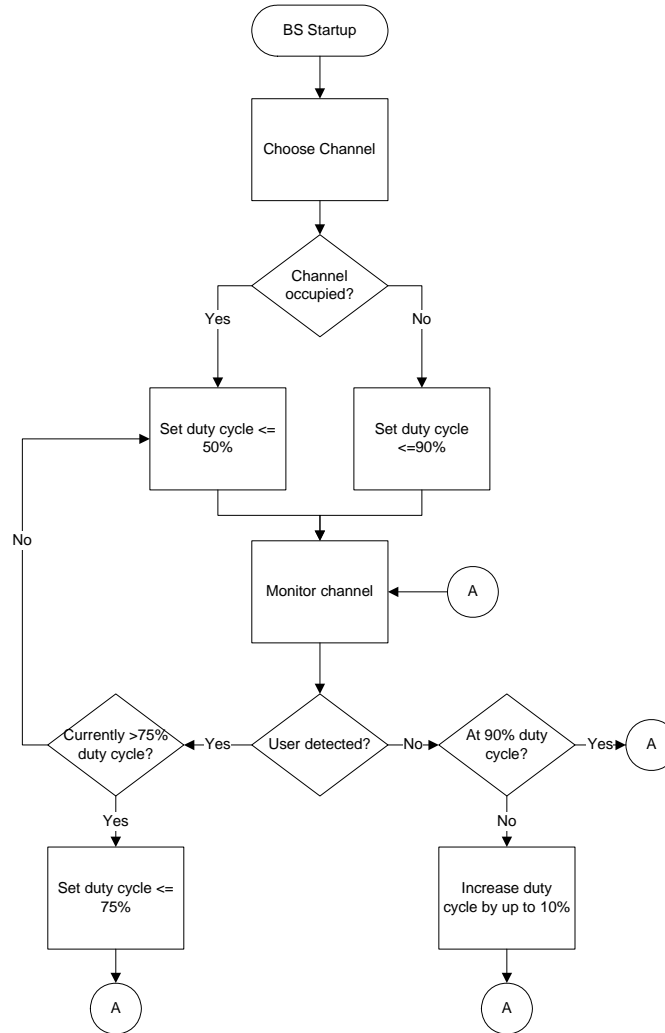 BS Startup
Choose Channel
Channel
occupied?
Yes
No
Set duty cycle <=
50%
Set duty cycle
<=90%
No
Monitor channel
A
Currently >75%
duty cycle?
Yes
User detected?
No
At 90% duty
cycle?
Yes
A
Yes
No
Set duty cycle <=
75%
Increase duty
cycle by up to 10%
A
A